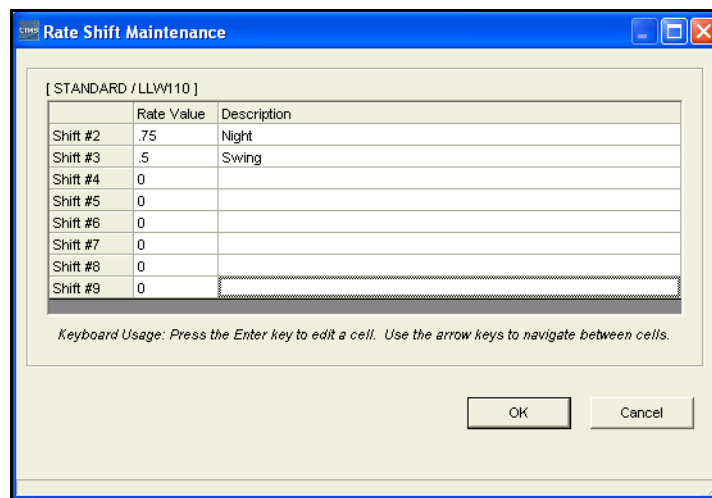 CIMS Rate Shift Maintenance
[ STANDARD / LLW110 ]
Rate Value Description
Shift #2 .75 Night
Shift #3 .5 Swing
Shift #4 0
Shift #5 0
Shift #6 0
Shift #7 0
Shift #8 0
Shift #9 0
Keyboard Usage: Press the Enter key to edit a cell. Use the arrow keys to navigate between cells.
OK Cancel